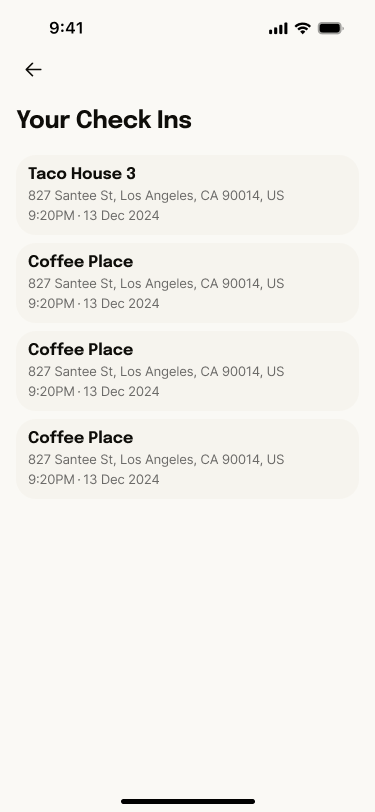 9:41
Your Check Ins
Taco House 3
827 Santee St, Los Angeles, CA 90014, US
9:20PM · 13 Dec 2024
Coffee Place
827 Santee St, Los Angeles, CA 90014, US
9:20PM · 13 Dec 2024
Coffee Place
827 Santee St, Los Angeles, CA 90014, US
9:20PM · 13 Dec 2024
Coffee Place
827 Santee St, Los Angeles, CA 90014, US
9:20PM · 13 Dec 2024